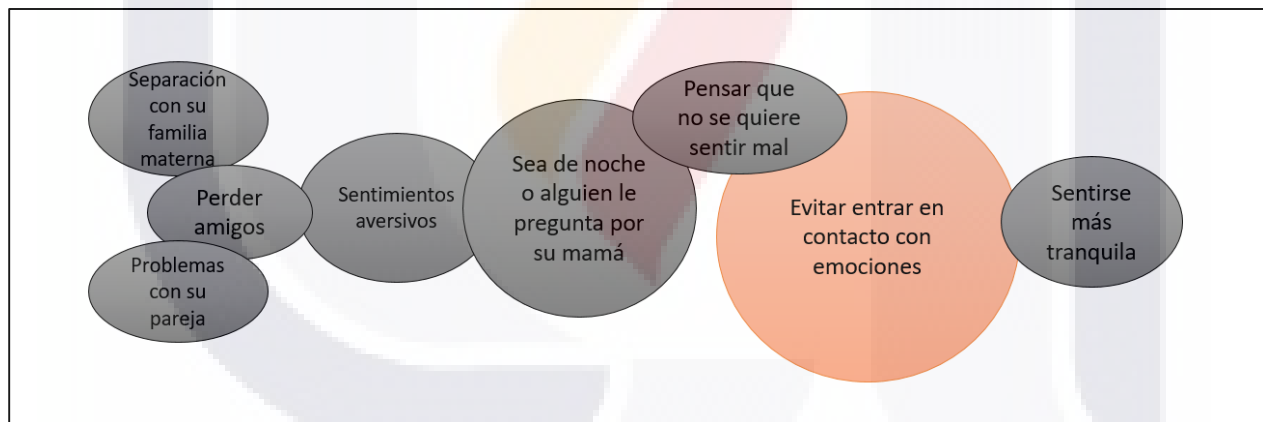 Separación
con su
familia
materna
Perder
amigos
Problemas
con su
pareja
Sentimientos
aversivos
Sea de noche
o alguien le
pregunta por
su mamá
Pensar que
no se quiere
sentir mal
Evitar entrar en
contacto con
emociones
Sentirse
más
tranquila